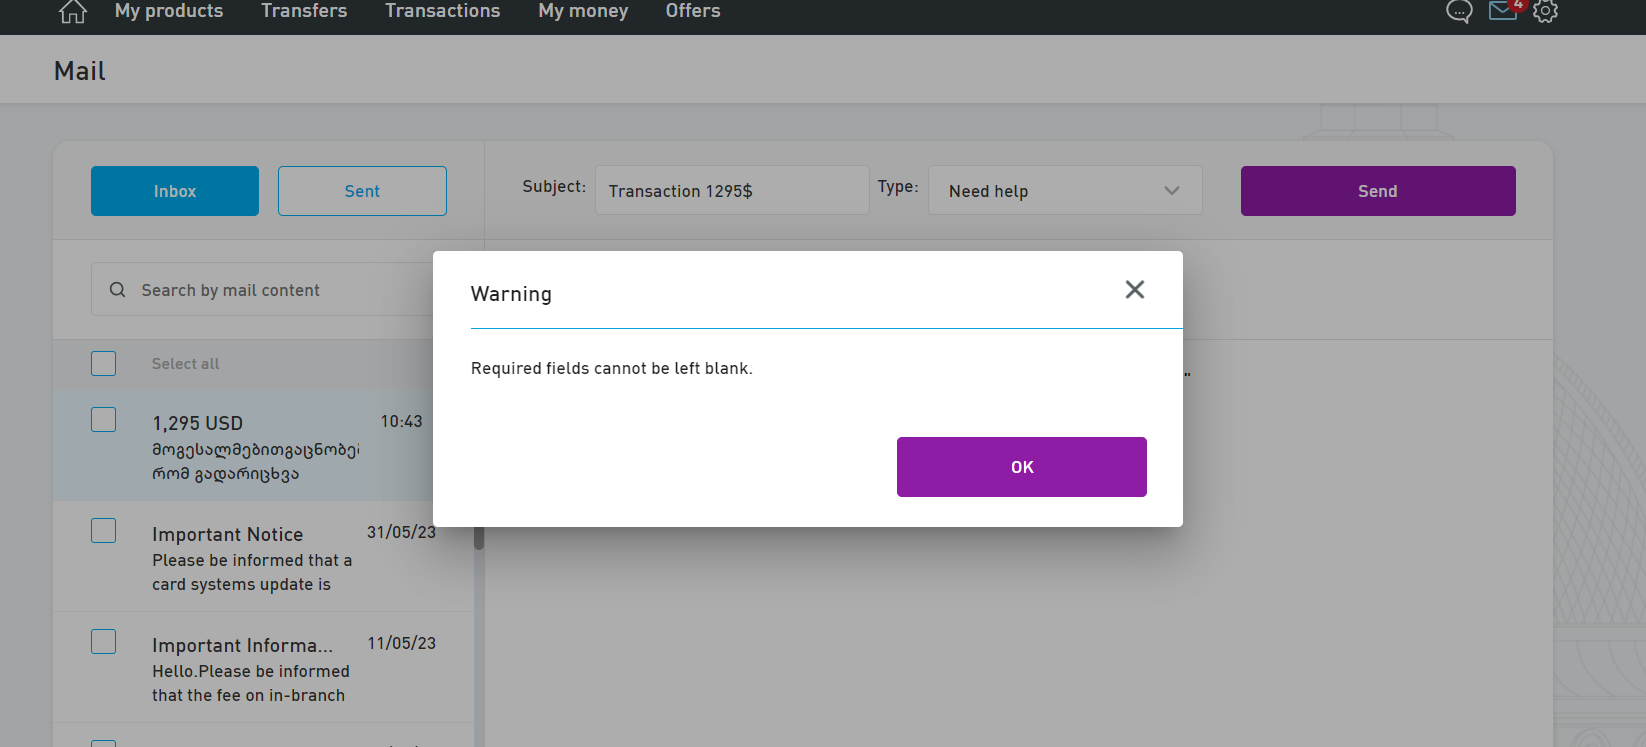 My products Transfers Transactions My money Offers 4
Mail
Inbox Sent
Subject: Transaction 1295$ Type: Need help Send
Search by mail content
Warning
Required fields cannot be left blank.
OK
Select all
1,295 USD 10:43
რომ გადარიცხვა
Important Notice 31/05/23
Please be informed that a
card systems update is
Important Informa... 11/05/23
Hello.Please be informed
that the fee on in-branch